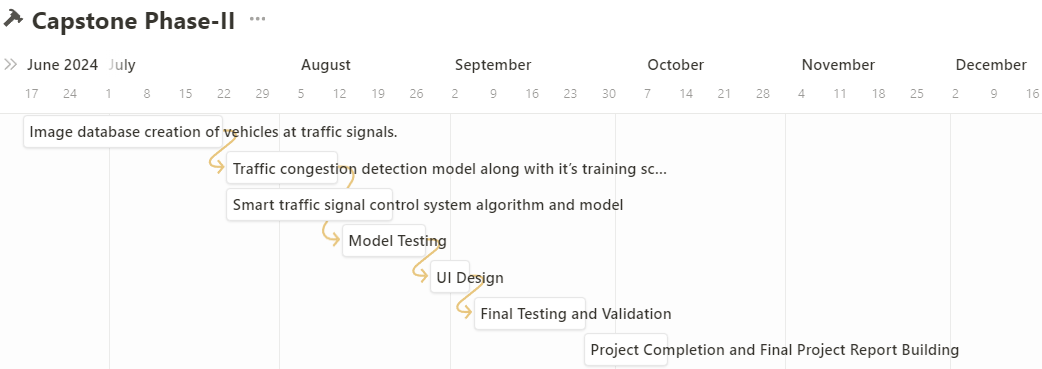 Capstone Phase-II ...
June 2024 July August September October November December
17 24 1 8 15 22 29 5 12 19 26 2 9 16 23 30 7 14 21 28 4 11 18 25 2 9 16
Image database creation of vehicles at traffic signals.
Traffic congestion detection model along with it’s training sc...
Smart traffic signal control system algorithm and model
Model Testing
UI Design
Final Testing and Validation
Project Completion and Final Project Report Building